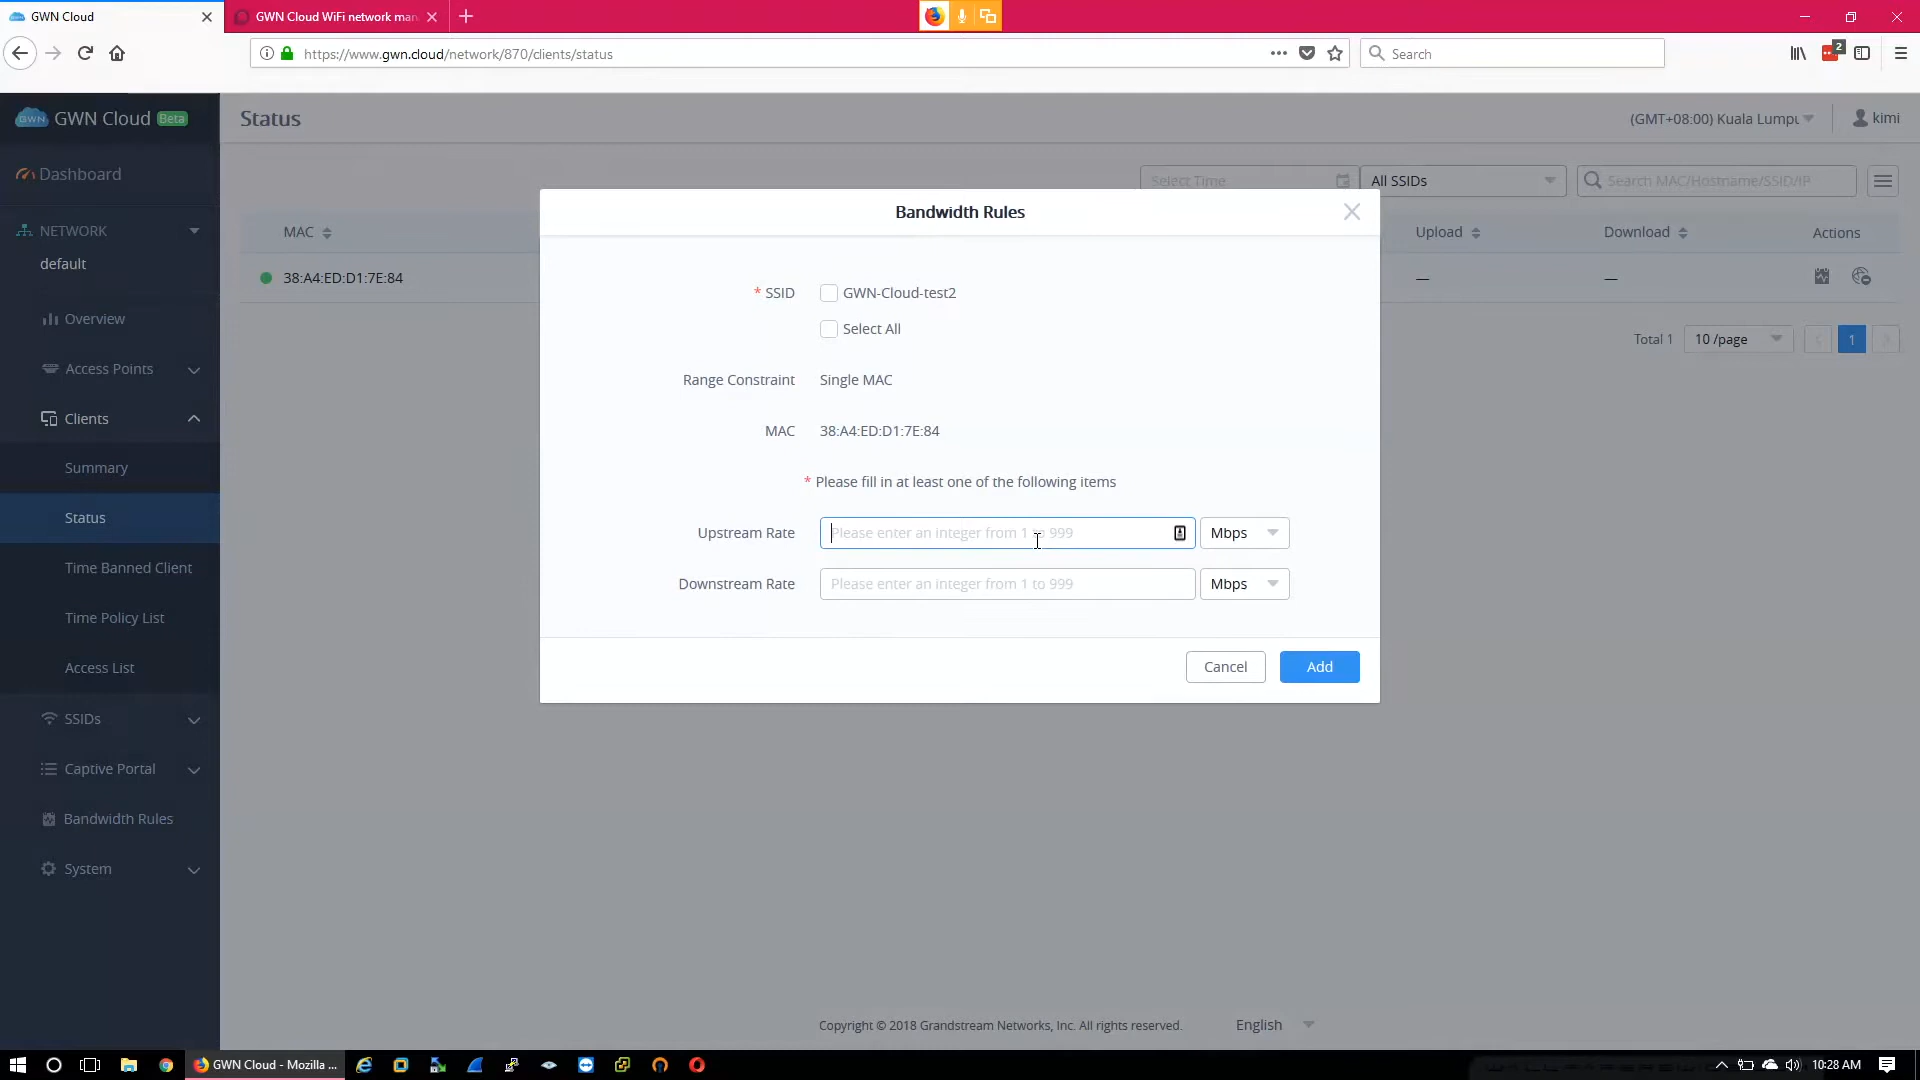 GWN Cloud
GWN Cloud WiFi network man
https://www.gwn.cloud/network/870/clients/status
Search
2
GWN
GWN Cloud Beta
Status
(GMT+08:00) Kuala Lumpu
kimi
Dashboard
Select Time
All SSIDs
Search MAC/Hostname/SSID/IP
NETWORK
default
MAC
Upload
Download
Actions
38:A4:ED:D1:7E:84
—
—
Total 1
10 /page
1
Overview
Access Points
Clients
Summary
Status
Time Banned Client
Time Policy List
Access List
SSIDs
Captive Portal
Bandwidth Rules
System
Bandwidth Rules
* SSID
GWN-Cloud-test2
Select All
Range Constraint
Single MAC
MAC
38:A4:ED:D1:7E:84
* Please fill in at least one of the following items
Upstream Rate
Please enter an integer from 1 to 999
Mbps
Downstream Rate
Please enter an integer from 1 to 999
Mbps
Cancel
Add
Copyright © 2018 Grandstream Networks, Inc. All rights reserved.
English
GWN Cloud - Mozilla ...
10:28 AM